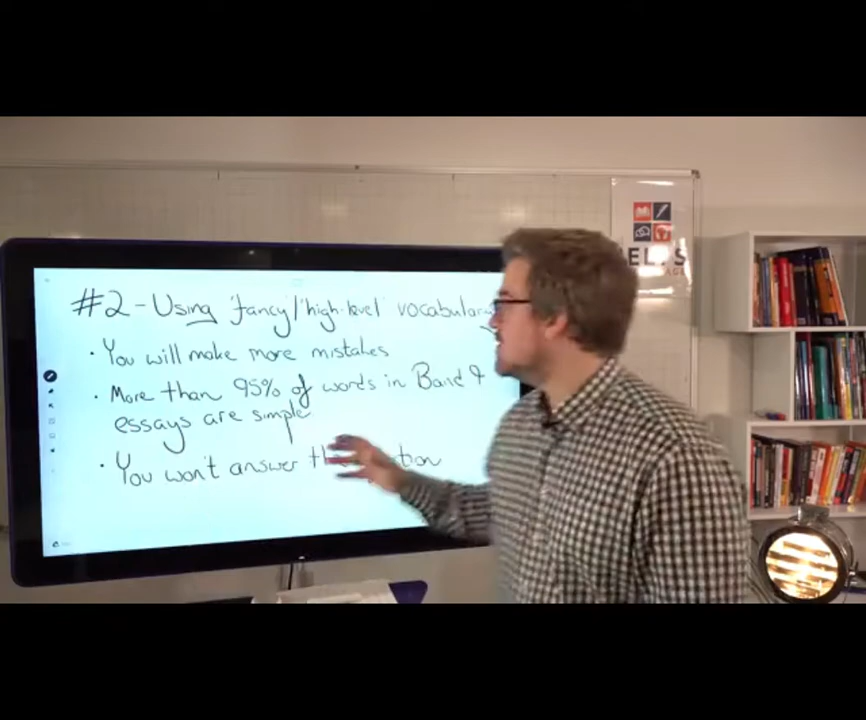 #2 - Using 'fancy'/'high-level' vocabulary
• You will make more mistakes
• More than 95% of words in Band 9
essays are simple
• You won't answer the
IELTS